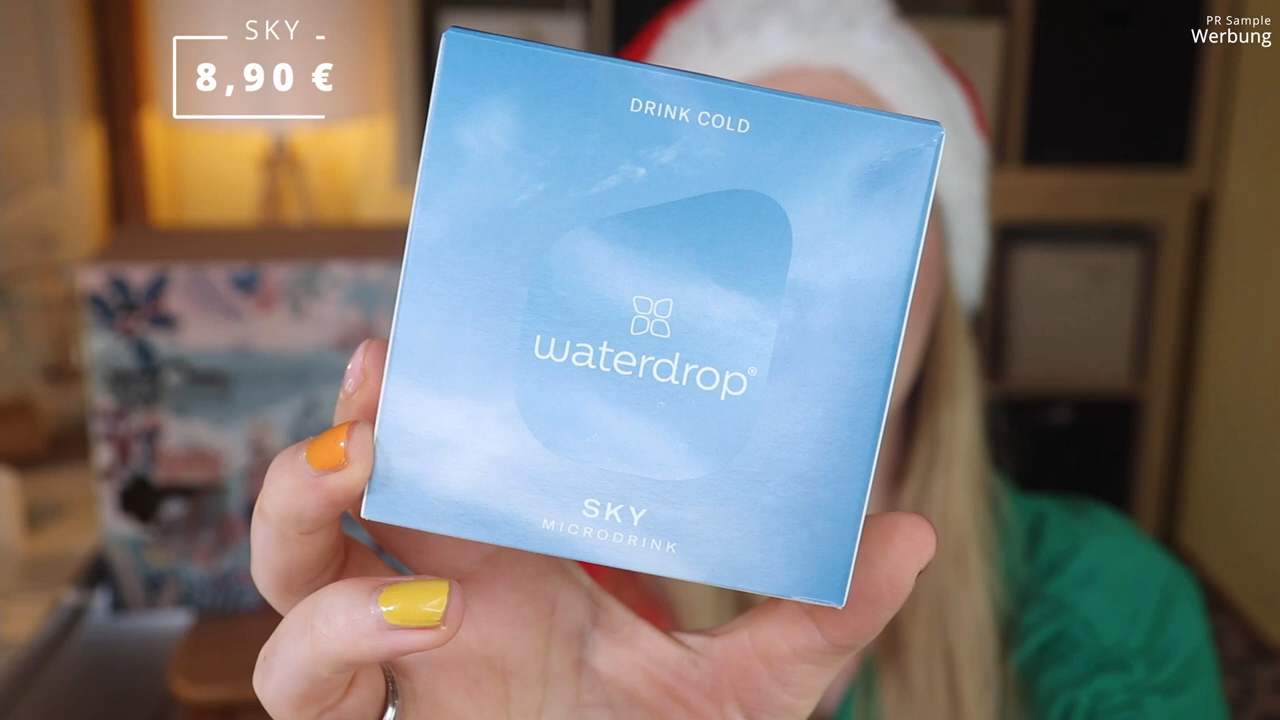 SKY
8,90 €
PR Sample
Werbung
DRINK COLD
waterdrop®
SKY
MICRODRINK